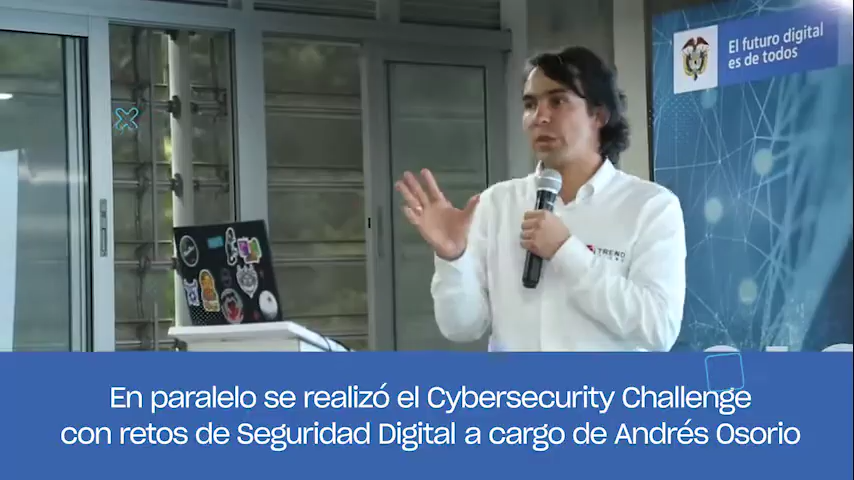 El futuro digital
es de todos
TREND
En paralelo se realizó el Cybersecurity Challenge
con retos de Seguridad Digital a cargo de Andrés Osorio